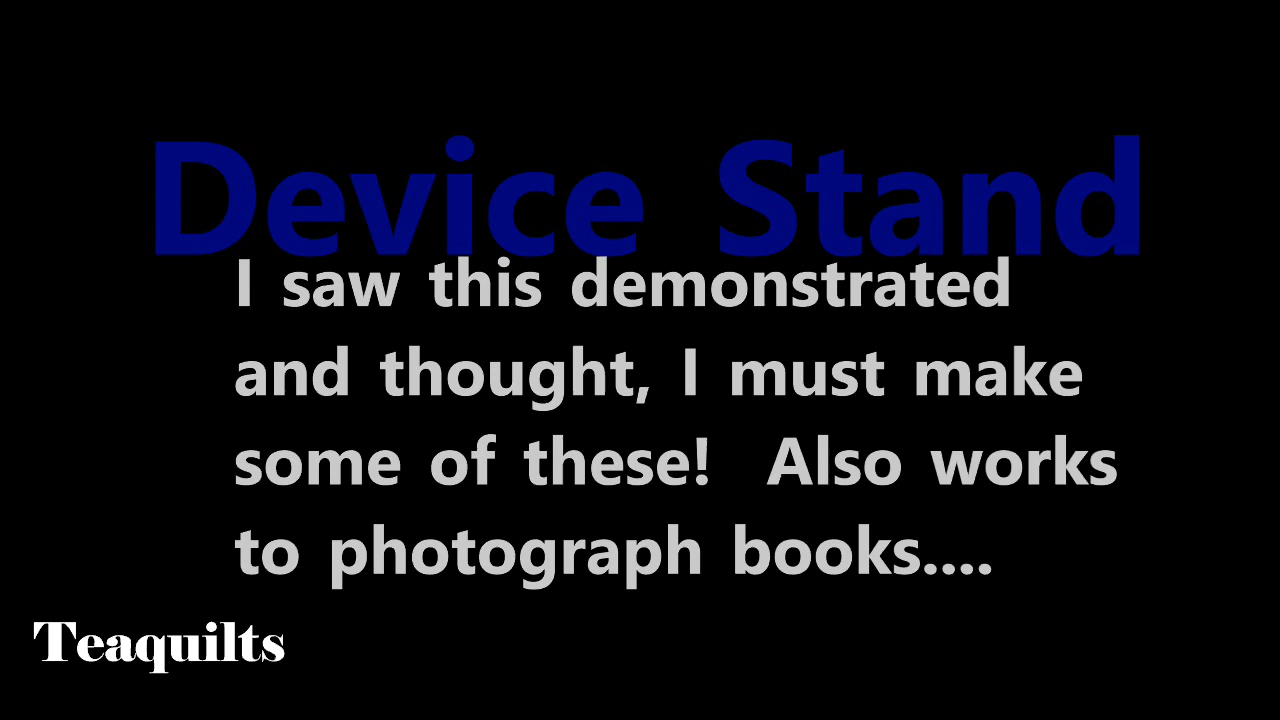 Device Stand
I saw this demonstrated
and thought, I must make
some of these!  Also works
to photograph books....
Teaquilts